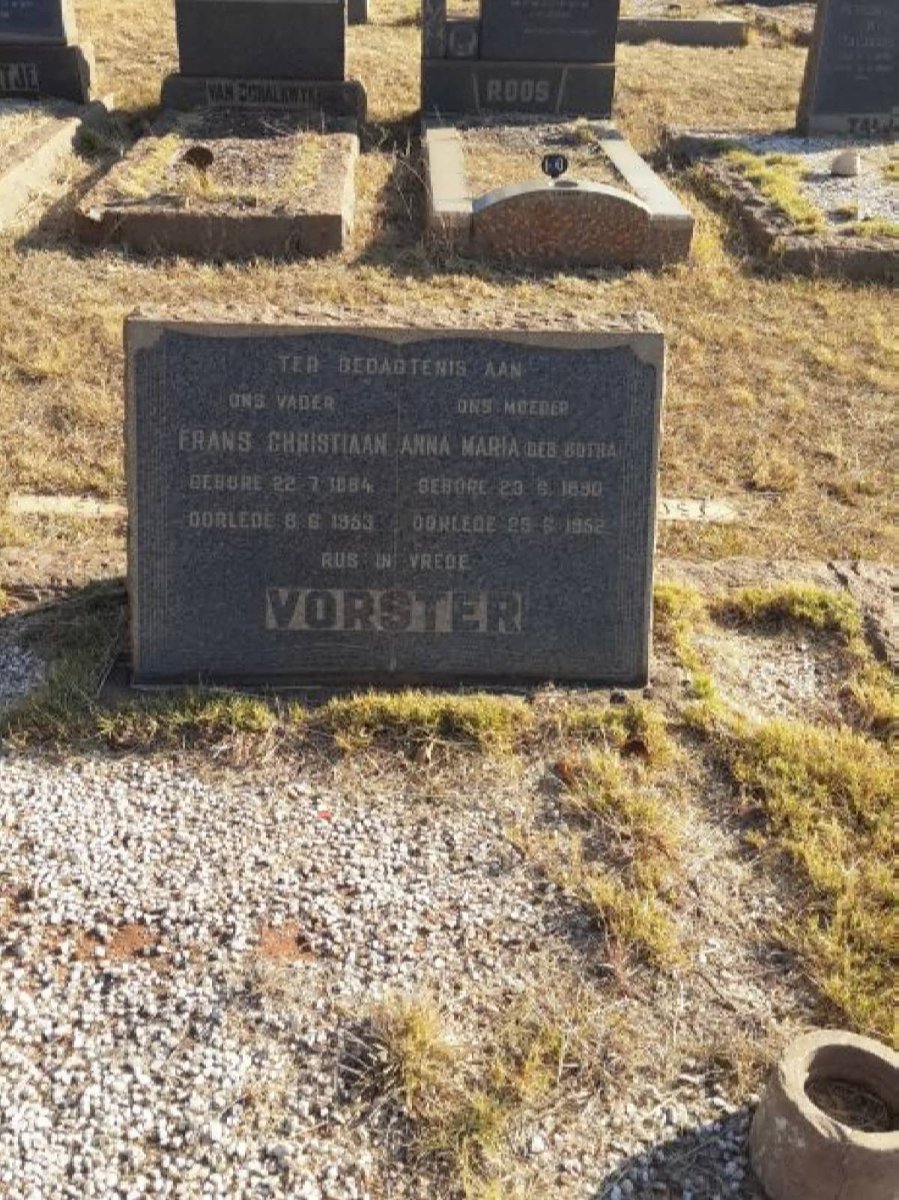 VAN SCHALKWYK
ROOS
TER GEDAGTENIS AAN
ONS VADER
FRANS CHRISTIAAN
GEBORE 22 7 1884
OORLEDE 8 6 1953
ONS MOEDER
ANNA MARIA (GEB BOTHA)
GEBORE 23 6 1890
OORLEDE 25 6 1952
RUS IN VREDE
VORSTER